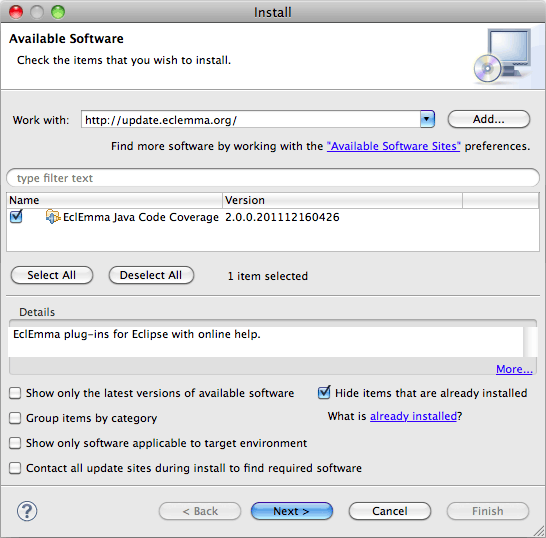 Install
Available Software
Check the items that you wish to install.
Work with: http://update.eclemma.org/ Add...
Find more software by working with the "Available Software Sites" preferences.
type filter text
Name Version
EclEmma Java Code Coverage 2.0.0.201112160426
Select All Deselect All 1 item selected
Details
EclEmma plug-ins for Eclipse with online help.
More...
Show only the latest versions of available software Hide items that are already installed
Group items by category What is already installed?
Show only software applicable to target environment
Contact all update sites during install to find required software
? < Back Next > Cancel Finish